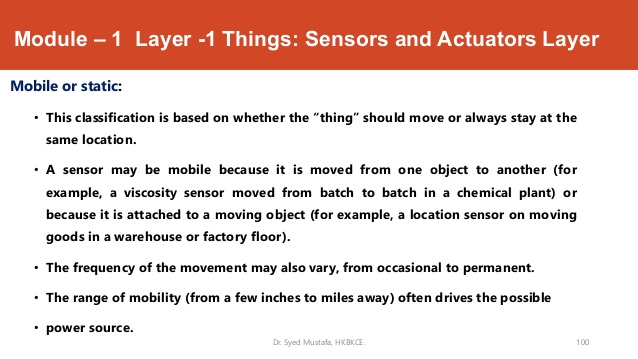 Module – 1 Layer -1 Things: Sensors and Actuators Layer
Mobile or static:
• This classification is based on whether the “thing” should move or always stay at the
same location.
• A sensor may be mobile because it is moved from one object to another (for
example, a viscosity sensor moved from batch to batch in a chemical plant) or
because it is attached to a moving object (for example, a location sensor on moving
goods in a warehouse or factory floor).
• The frequency of the movement may also vary, from occasional to permanent.
• The range of mobility (from a few inches to miles away) often drives the possible
• power source.
Dr. Syed Mustafa, HKBKCE. 100